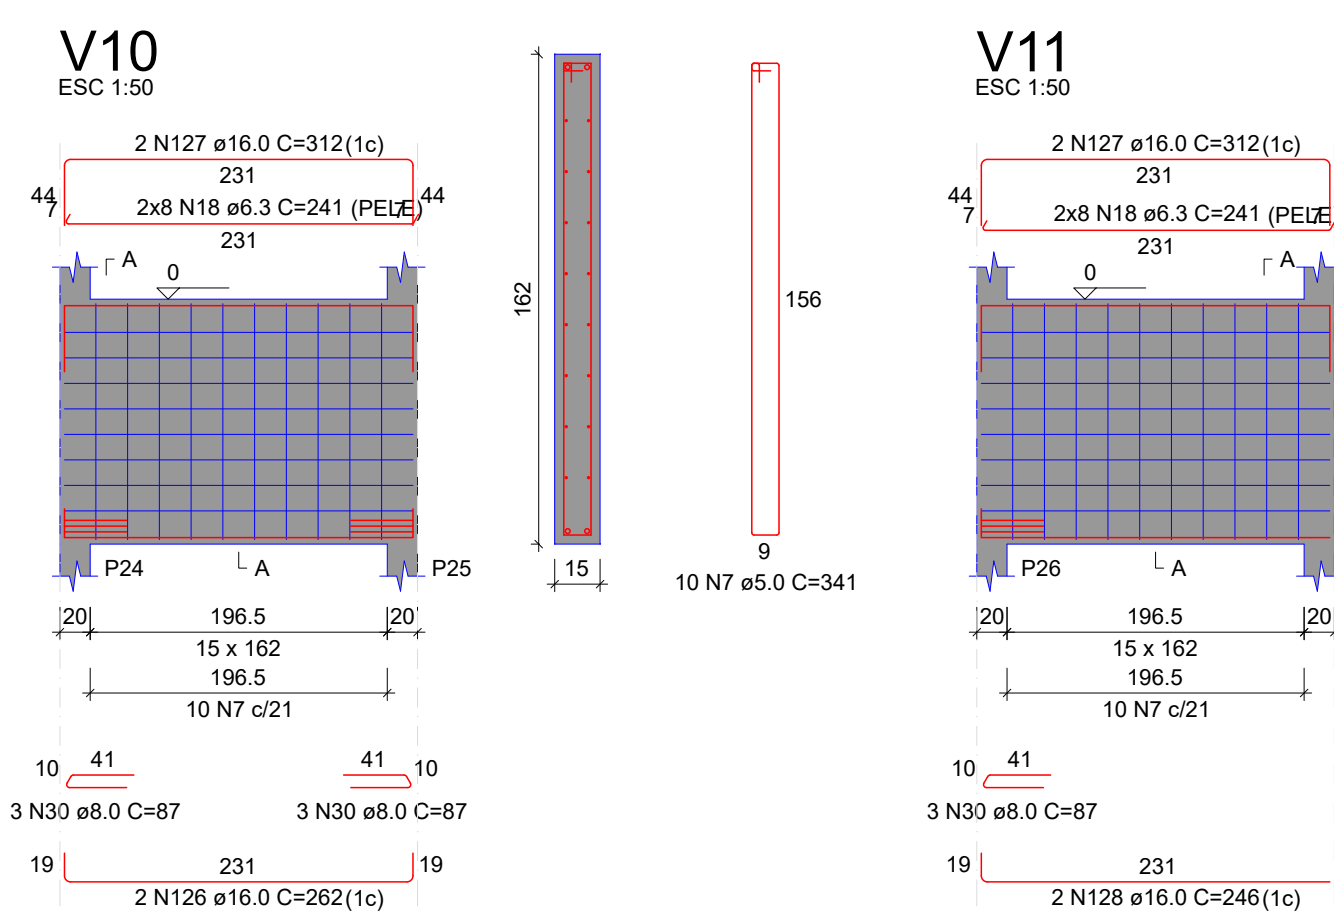 V10
ESC 1:50
2 N127 ø16.0 C=312(1c)
231
44
44
7
7
2x8 N18 ø6.3 C=241 (PELE)
231
A
0
P24
A
P25
20
196.5
20
15 x 162
196.5
10 N7 c/21
10
41
41
10
3 N30 ø8.0 C=87
3 N30 ø8.0 C=87
19
231
19
2 N126 ø16.0 C=262(1c)
162
15
156
9
10 N7 ø5.0 C=341
V11
ESC 1:50
2 N127 ø16.0 C=312(1c)
231
44
7
7
2x8 N18 ø6.3 C=241 (PELE
231
A
0
P26
A
20
196.5
20
15 x 162
196.5
10 N7 c/21
10
41
3 N30 ø8.0 C=87
19
231
2 N128 ø16.0 C=246(1c)